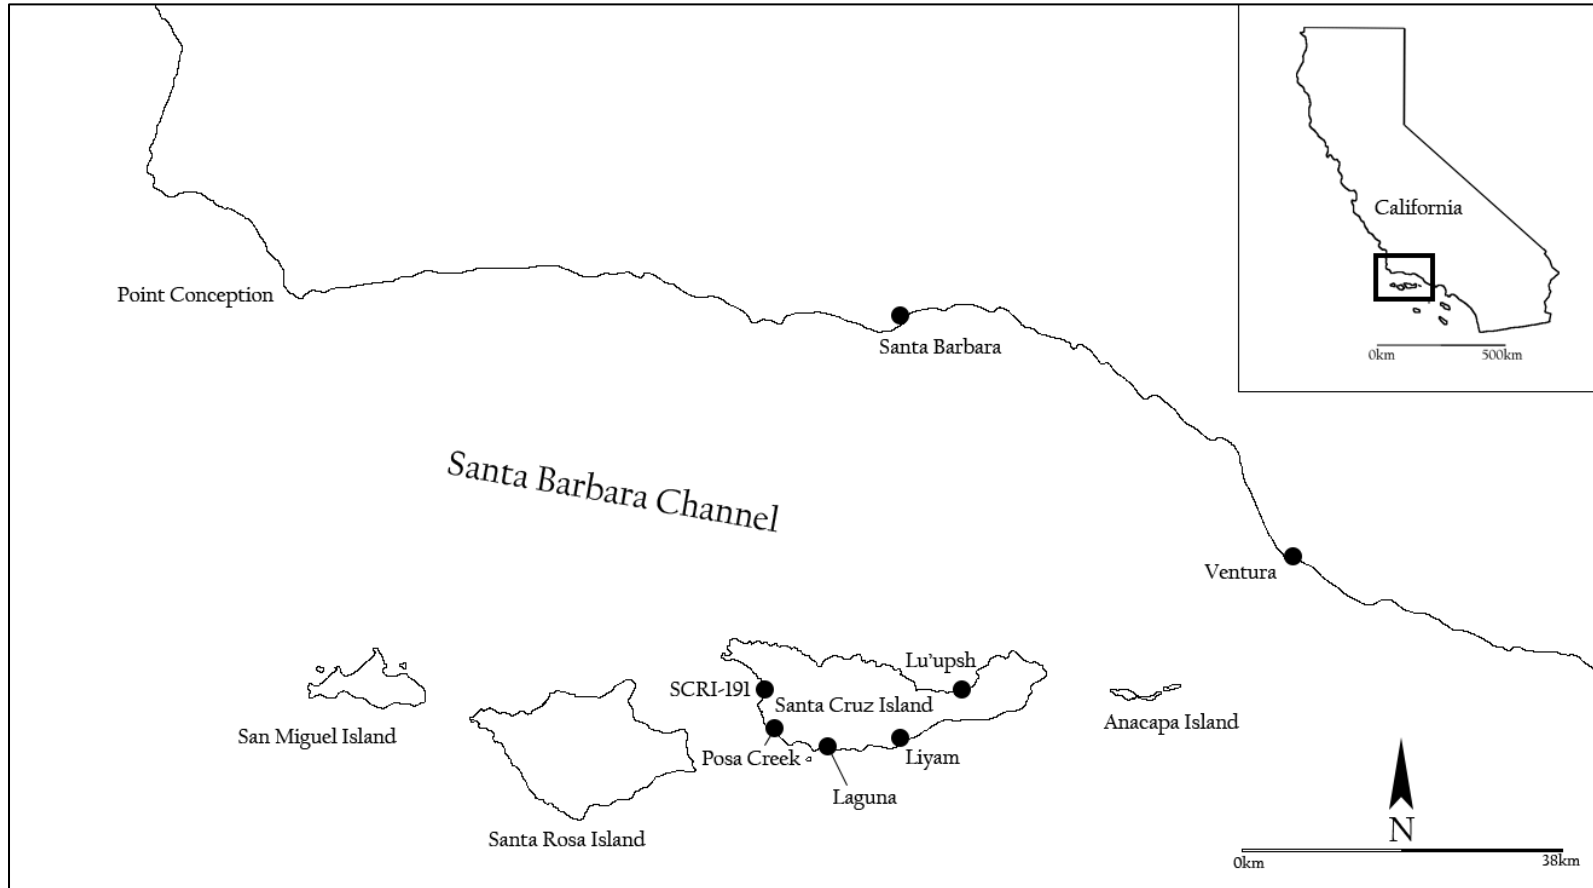 California
0km
500km
Point Conception
Santa Barbara
Santa Barbara Channel
Ventura
Lu'upsh
SCRI-191
Santa Cruz Island
San Miguel Island
Anacapa Island
Posa Creek
Liyam
Laguna
Santa Rosa Island
N
0km
38km